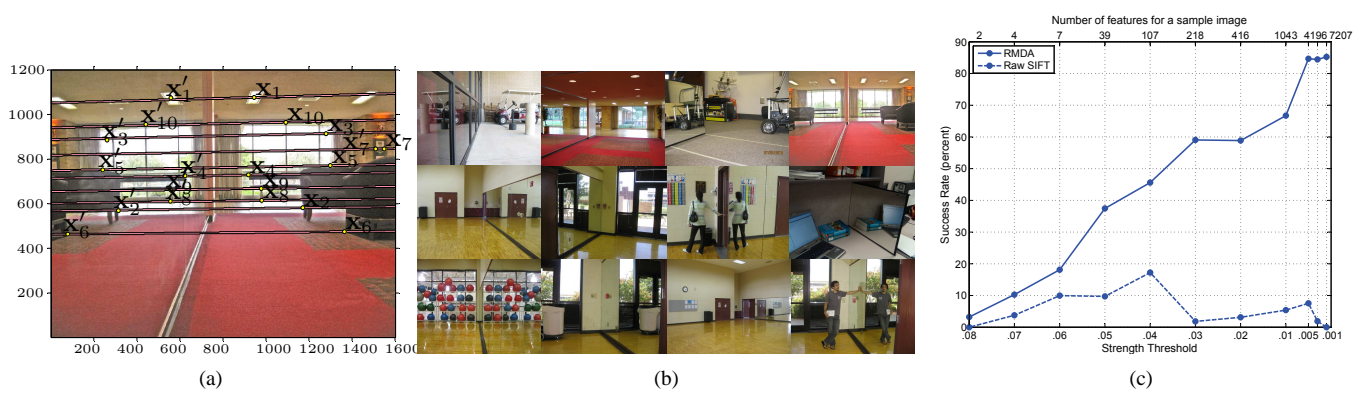 1200
1000
800
600
400
200
200 400 600 800 1000 1200 1400 1600
x′1 x1
x′10 x10
x′3 x3
x′7 x7
x′5 x5
x′4 x4
x9 x9
x8 x8
x′2 x2
x′6 x6
(a)
(b)
Number of features for a sample image
2 4 7 39 107 218 416 1043 4196 7207
RMDA
Raw SIFT
Success Rate (percent)
90
80
70
60
50
40
30
20
10
0
.08 .07 .06 .05 .04 .03 .02 .01 .005 .001
Strength Threshold
(c)